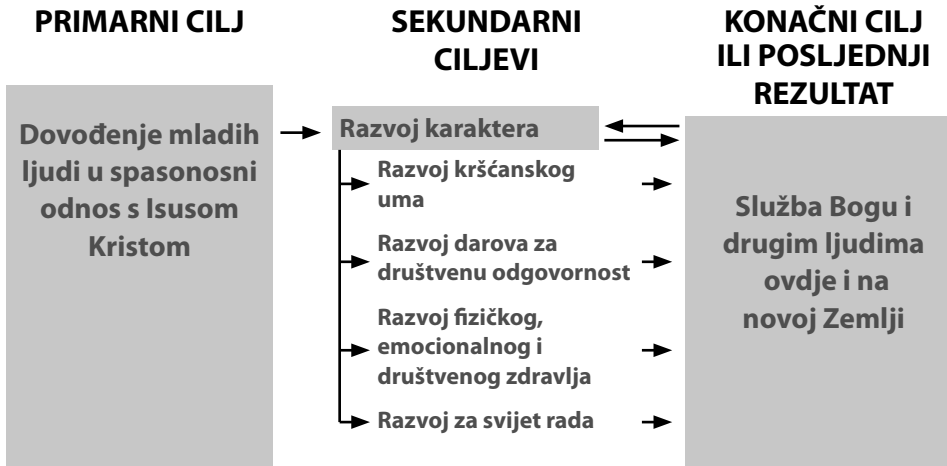 PRIMARNI CILJ
Dovođenje mladih
ljudi u spasonosni
odnos s Isusom
Kristom
SEKUNDARNI
CILJEVI
Razvoj karaktera
Razvoj kršćanskog
uma
Razvoj darova za
društvenu odgovornost
Razvoj fizičkog,
emocionalnog i
društvenog zdravlja
Razvoj za svijet rada
KONAČNI CILJ
ILI POSLJEDNJI
REZULTAT
Služba Bogu i
drugim ljudima
ovdje i na
novoj Zemlji